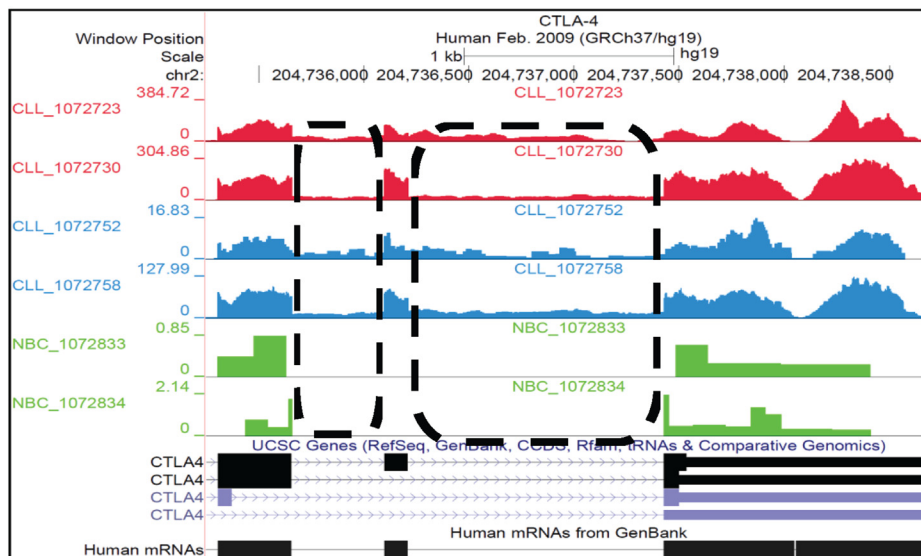 CTLA-4
Window Position Human Feb. 2009 (GRCh37/hg19)
Scale 1 kb hg19
chr2: 204,736,000 204,736,500 204,737,000 204,737,500 204,738,000 204,738,500
384.72 CLL_1072723
CLL_1072723
0
304.86 CLL_1072730
CLL_1072730
0
16.83 CLL_1072752
CLL_1072752
0
127.99 CLL_1072758
CLL_1072758
0
0.85 NBC_1072833
NBC_1072833
0
2.14 NBC_1072834
NBC_1072834
0
UCSC Genes (RefSeq, GenBank, CCDS, Rfam, tRNAs & Comparative Genomics)
CTLA4
CTLA4
CTLA4
CTLA4
Human mRNAs from GenBank
Human mRNAs